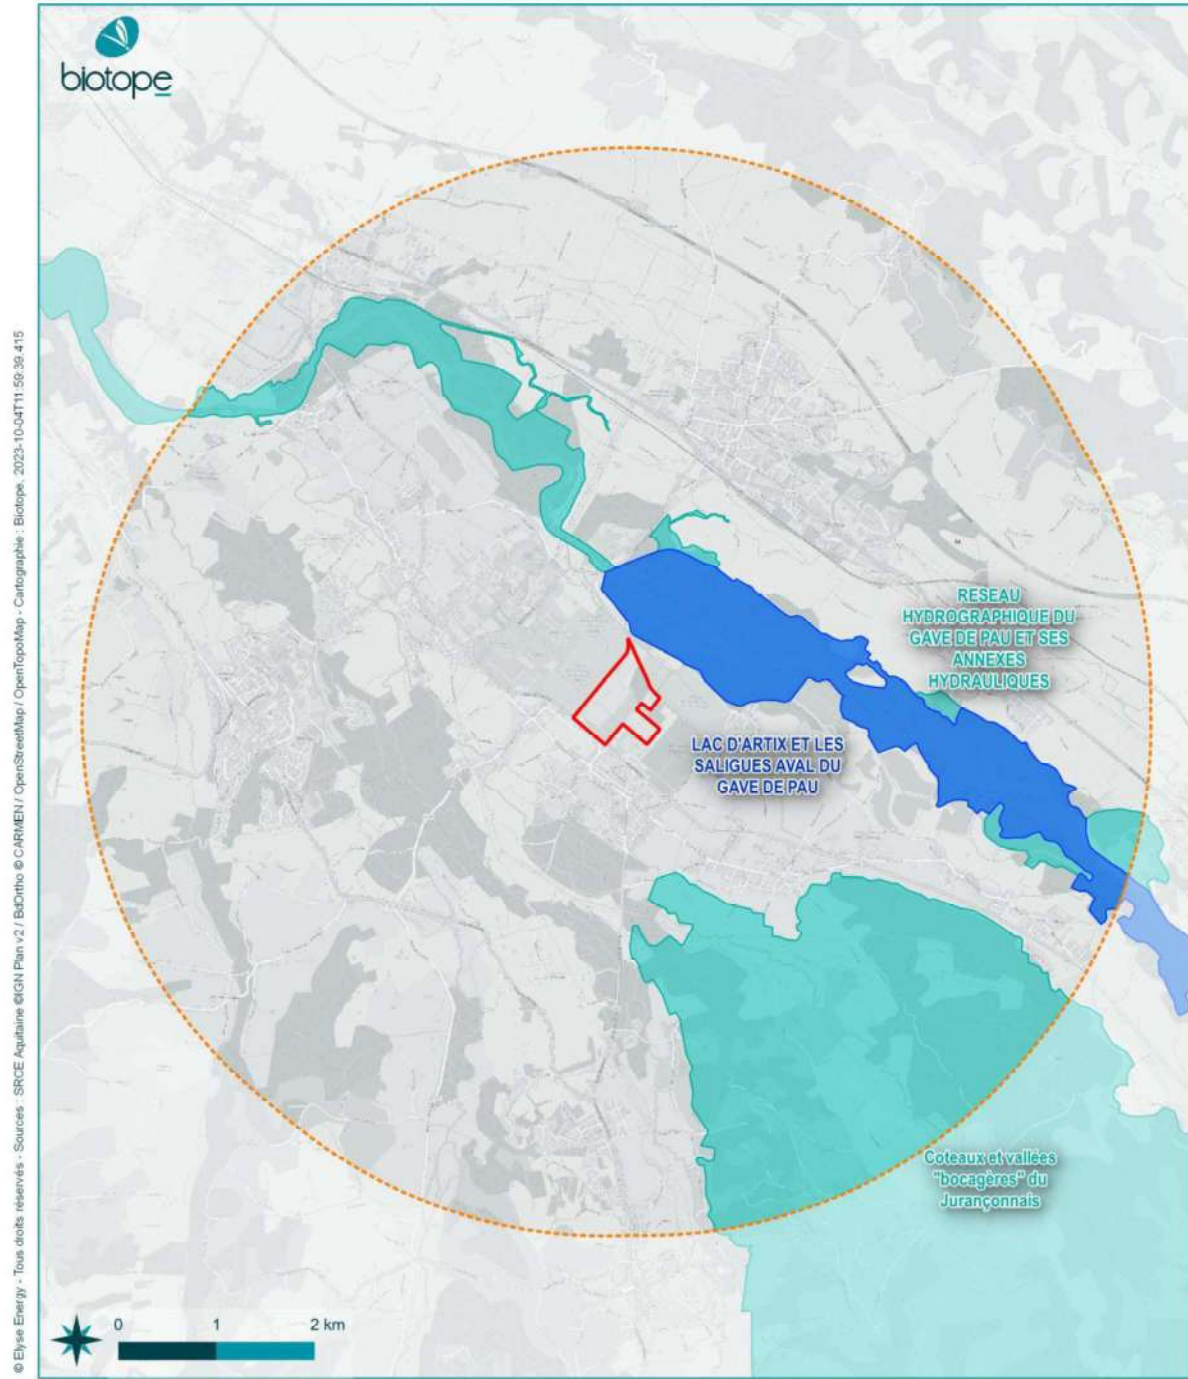 biotope
RESEAU
HYDROGRAPHIQUE DU
GAVE DE PAU ET SES
ANNEXES
HYDRAULIQUES
LAC D'ARTIX ET LES
SALIGUES AVAL DU
GAVE DE PAU
Coteaux et vallées
"bocagères" du
Jurançonnais
0 1 2 km
© Elyse Energy - Tous droits réservés - Sources : SRCE Aquitaine ©IGN Plan v2 / BdOrtho © CARMEN / OpenStreetMap / OpenTopoMap - Cartographie : Biotope, 2023-10-04T11:59:39.415